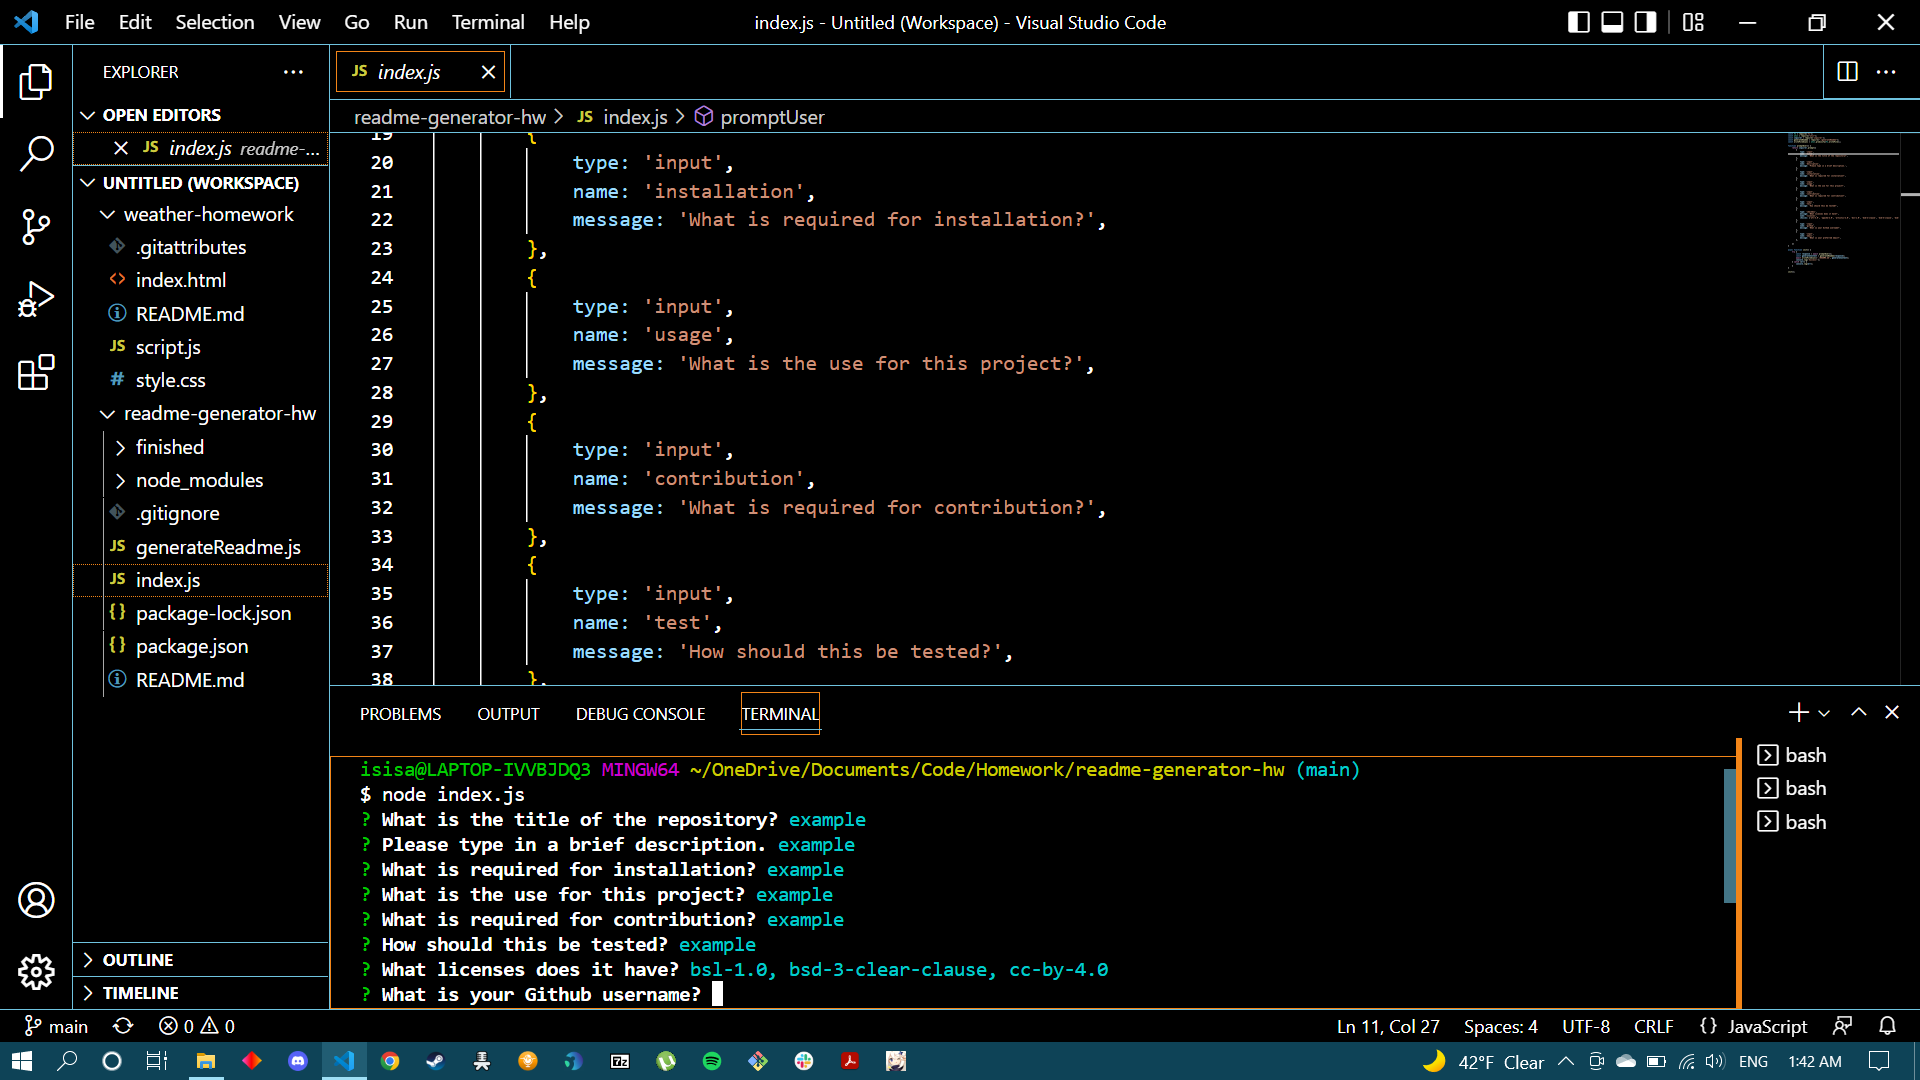 File Edit Selection View Go Run Terminal Help
index.js - Untitled (Workspace) - Visual Studio Code
EXPLORER
OPEN EDITORS
JS index.js readme-...
UNTITLED (WORKSPACE)
weather-homework
.gitattributes
<> index.html
README.md
JS script.js
# style.css
readme-generator-hw
finished
node_modules
.gitignore
JS generateReadme.js
JS index.js
{} package-lock.json
{} package.json
README.md
OUTLINE
TIMELINE
JS index.js
readme-generator-hw > JS index.js > promptUser
19 {
20 type: 'input',
21 name: 'installation',
22 message: 'What is required for installation?',
23 },
24 {
25 type: 'input',
26 name: 'usage',
27 message: 'What is the use for this project?',
28 },
29 {
30 type: 'input',
31 name: 'contribution',
32 message: 'What is required for contribution?',
33 },
34 {
35 type: 'input',
36 name: 'test',
37 message: 'How should this be tested?',
38 },
PROBLEMS OUTPUT DEBUG CONSOLE TERMINAL
isisa@LAPTOP-IVVBJDQ3 MINGW64 ~/OneDrive/Documents/Code/Homework/readme-generator-hw (main)
$ node index.js
? What is the title of the repository? example
? Please type in a brief description. example
? What is required for installation? example
? What is the use for this project? example
? What is required for contribution? example
? How should this be tested? example
? What licenses does it have? bsl-1.0, bsd-3-clear-clause, cc-by-4.0
? What is your Github username?
bash
bash
bash
main 0 0
Ln 11, Col 27 Spaces: 4 UTF-8 CRLF {} JavaScript
7z
42°F Clear ENG 1:42 AM